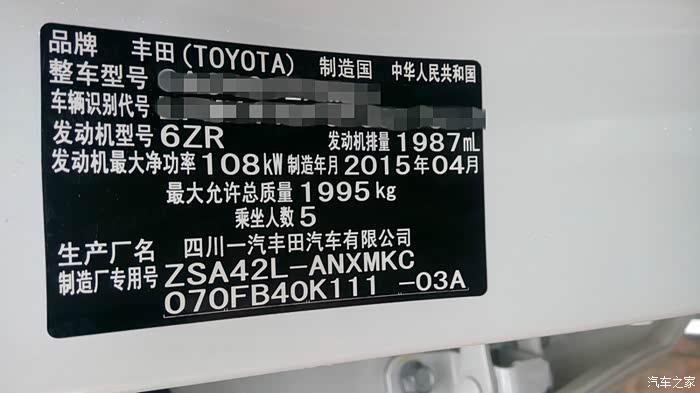 品牌 丰田(TOYOTA) 制造国 中华人民共和国
整车型号
车辆识别代号
发动机型号 6ZR 发动机排量 1987mL
发动机最大净功率 108kW 制造年月 2015年04月
最大允许总质量 1995kg
乘坐人数 5
生产厂名 四川一汽丰田汽车有限公司
制造厂专用号 ZSA42L-ANXMKC
070FB40K111 -03A
汽车之家